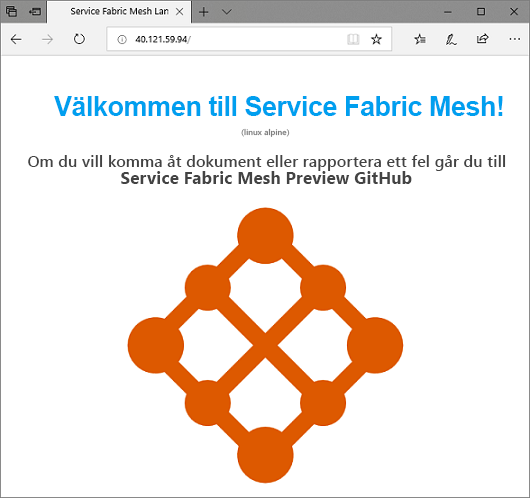 Service Fabric Mesh Lan
40.121.59.94/
Välkommen till Service Fabric Mesh!
(linux alpine)
Om du vill komma åt dokument eller rapportera ett fel går du till
Service Fabric Mesh Preview GitHub